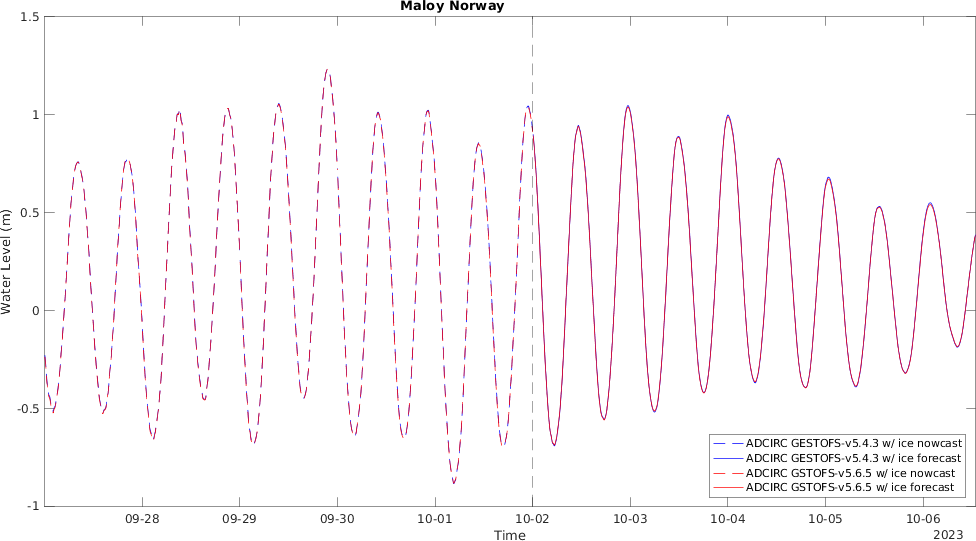 Maloy Norway
1.5
1
0.5
0
-0.5
-1
Water Level (m)
09-28 09-29 09-30 10-01 10-02 10-03 10-04 10-05 10-06
Time
2023
ADCIRC GESTOFS-v5.4.3 w/ ice nowcast
ADCIRC GESTOFS-v5.4.3 w/ ice forecast
ADCIRC GSTOFS-v5.6.5 w/ ice nowcast
ADCIRC GSTOFS-v5.6.5 w/ ice forecast